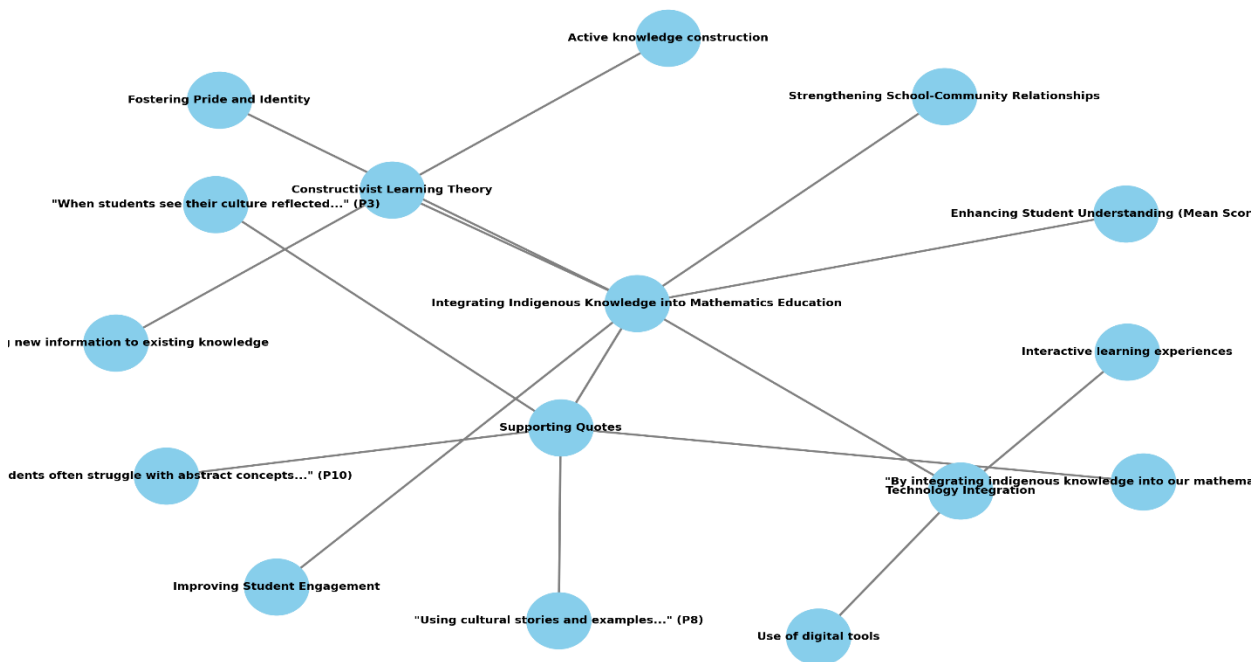 Active knowledge construction
Fostering Pride and Identity
Strengthening School-Community Relationships
Constructivist Learning Theory
"When students see their culture reflected..." (P3)
Enhancing Student Understanding (Mean Scor
Integrating Indigenous Knowledge into Mathematics Education
new information to existing knowledge
Interactive learning experiences
Supporting Quotes
dents often struggle with abstract concepts..." (P10)
"By integrating indigenous knowledge into our mathema
Technology Integration
Improving Student Engagement
"Using cultural stories and examples..." (P8)
Use of digital tools